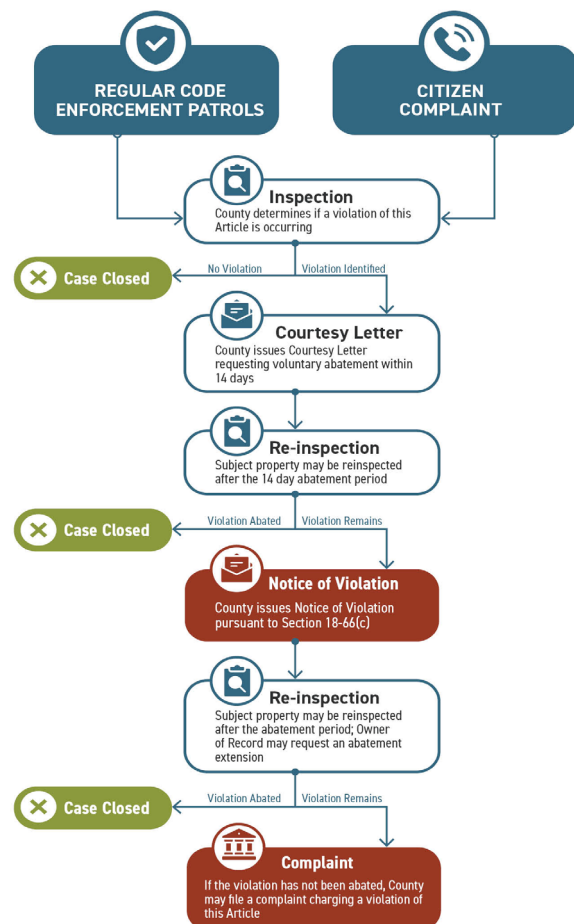 REGULAR CODE
ENFORCEMENT PATROLS
CITIZEN
COMPLAINT
Inspection
County determines if a violation of this
Article is occurring
No Violation
Violation Identified
Case Closed
Courtesy Letter
County issues Courtesy Letter
requesting voluntary abatement within
14 days
Re-inspection
Subject property may be reinspected
after the 14 day abatement period
Violation Abated
Violation Remains
Case Closed
Notice of Violation
County issues Notice of Violation
pursuant to Section 18-66(c)
Re-inspection
Subject property may be reinspected
after the abatement period; Owner
of Record may request an abatement
extension
Violation Abated
Violation Remains
Case Closed
Complaint
If the violation has not been abated, County
may file a complaint charging a violation of
this Article